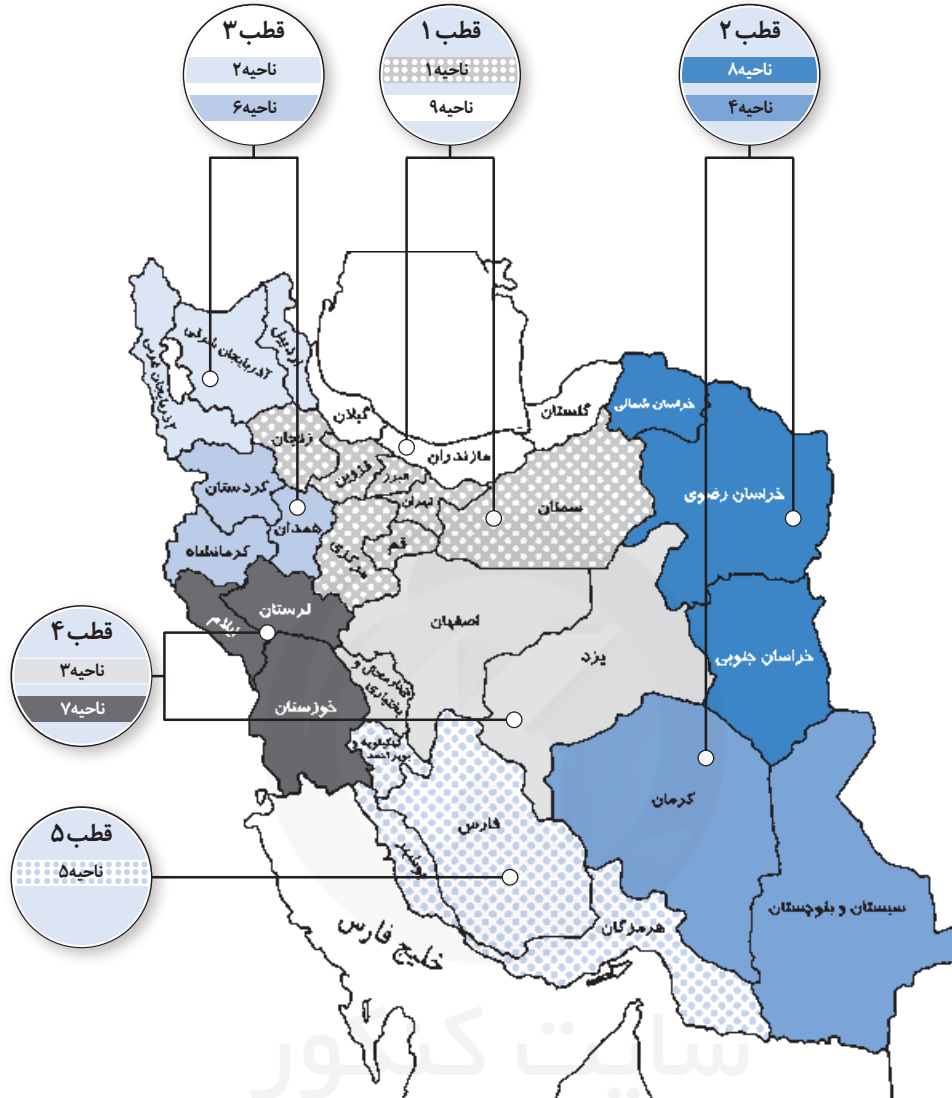 قطب ۲
ناحیه۸
ناحیه۴
قطب ۱
ناحیه۱
ناحیه۹
قطب ۳
ناحیه۲
ناحیه۶
آذربایجان غربی
آذربایجان شرقی
اردبیل
گیلان
گلستان
خراسان شمالی
زنجان
مازندران
قزوین
البرز
تهران
سمنان
خراسان رضوی
کردستان
همدان
مرکزی
قم
کرمانشاه
لرستان
ایلام
اصفهان
یزد
خراسان جنوبی
قطب ۴
ناحیه۳
ناحیه۷
چهارمحال و
بختیاری
خوزستان
کهگیلویه و
بویراحمد
کرمان
فارس
قطب ۵
ناحیه۵
بوشهر
هرمزگان
سیستان و بلوچستان
خلیج فارس
سایت کنکور